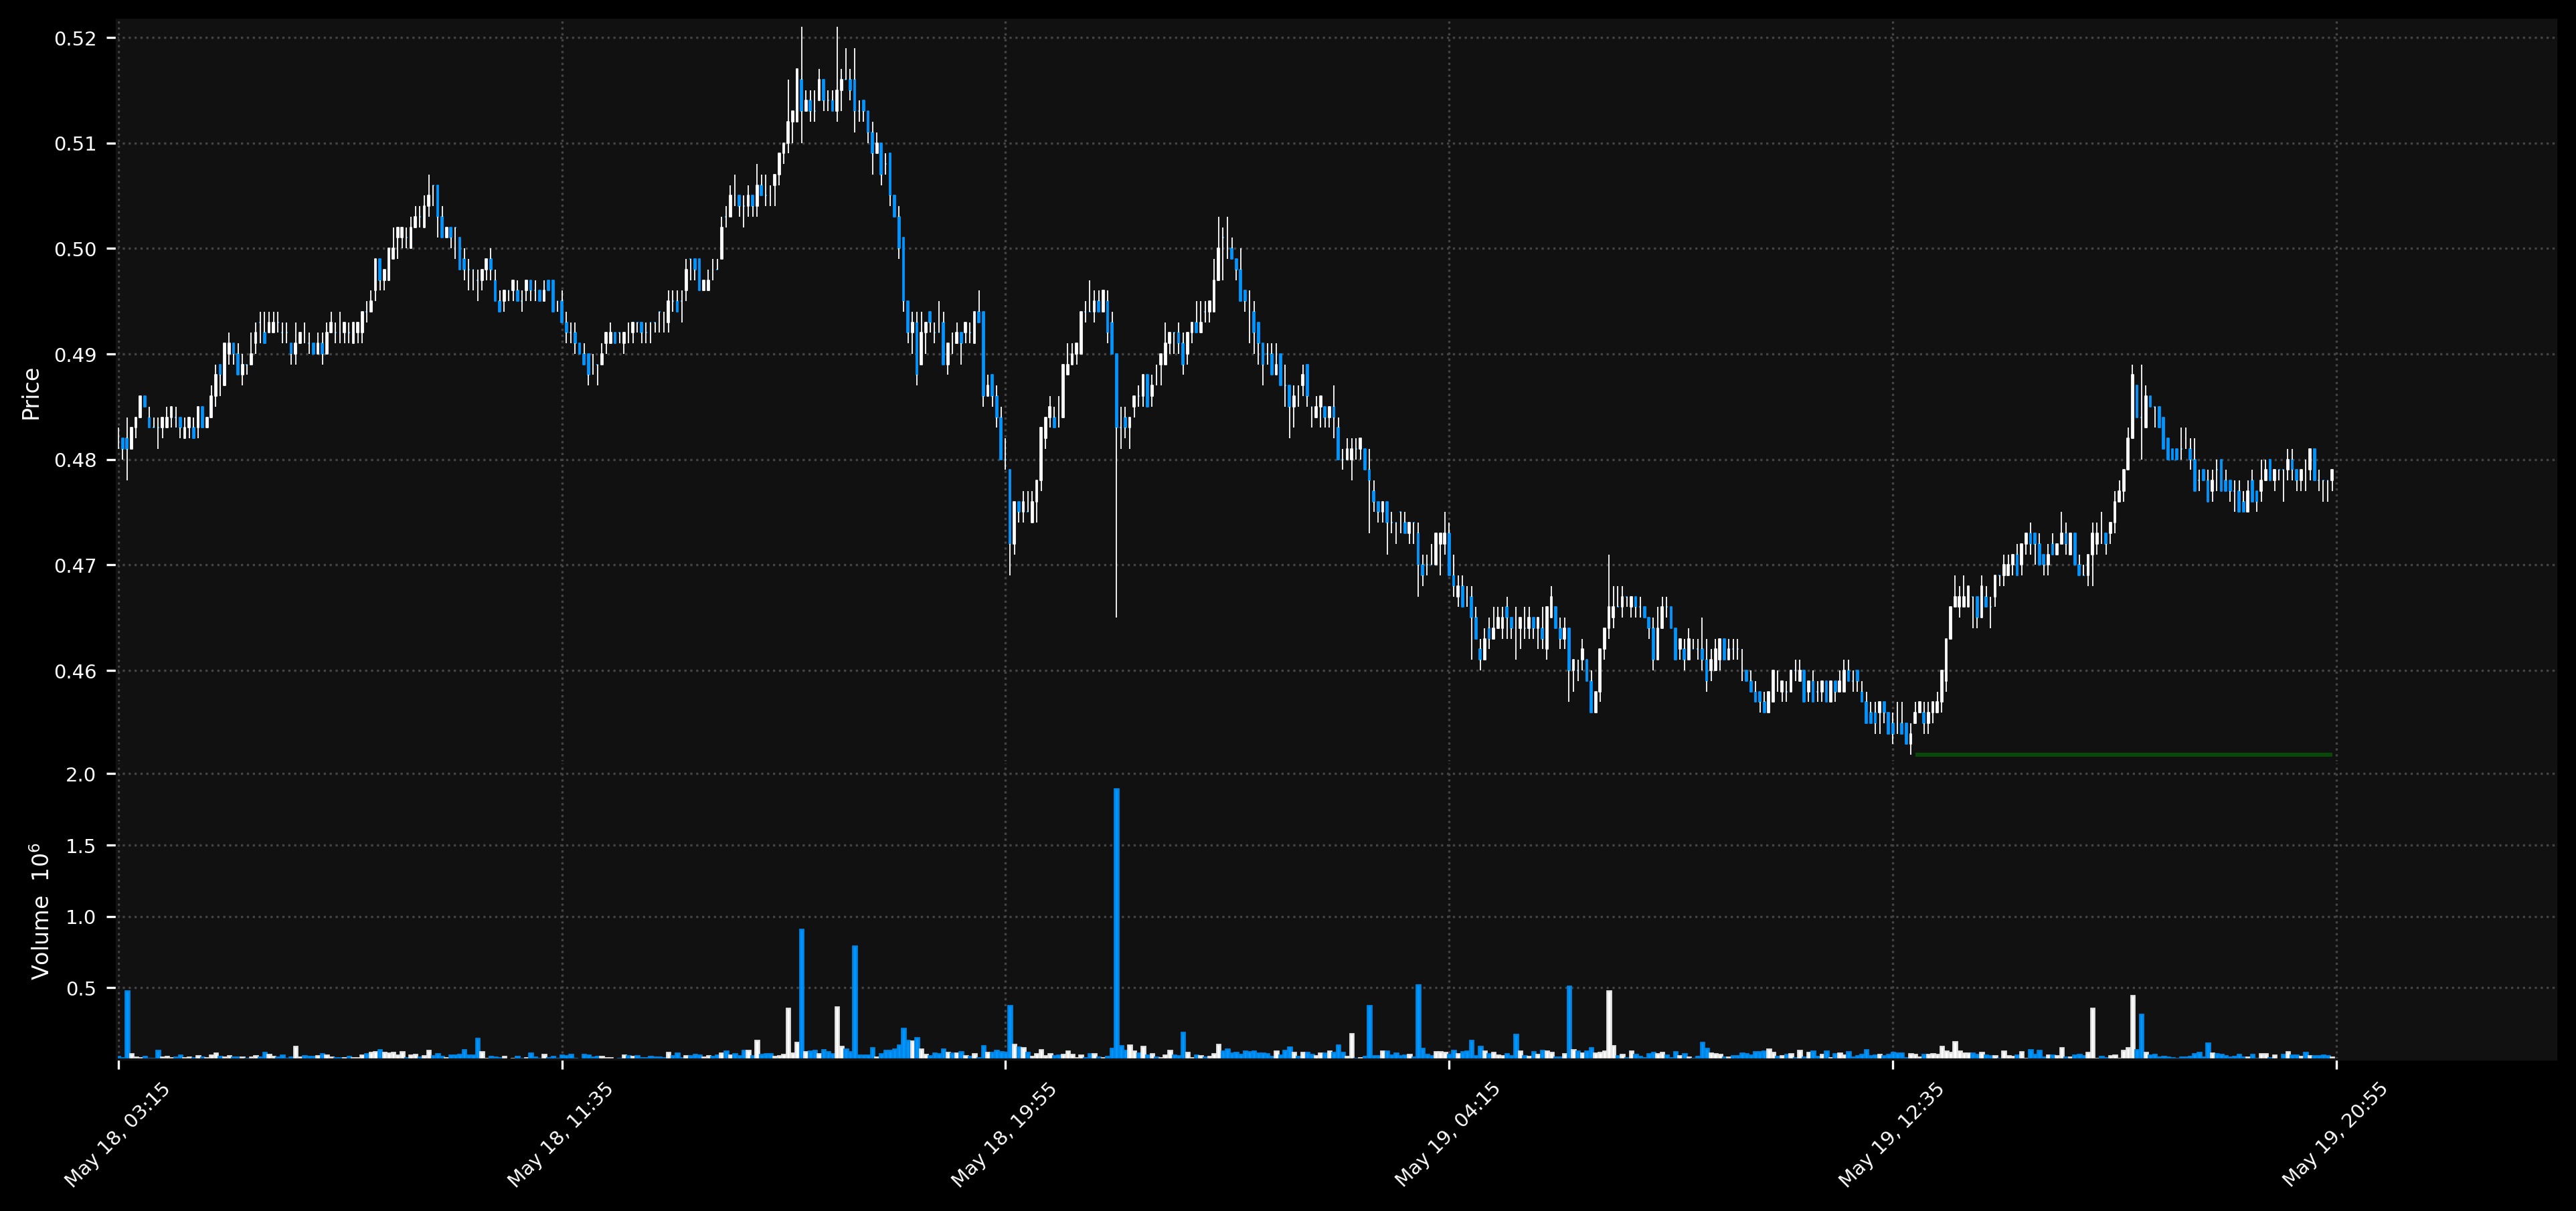 0.52
0.51
0.50
0.49
0.48
0.47
0.46
Price
2.0
1.5
1.0
0.5
Volume 10⁶
May 18, 03:15
May 18, 11:35
May 18, 19:55
May 19, 04:15
May 19, 12:35
May 19, 20:55